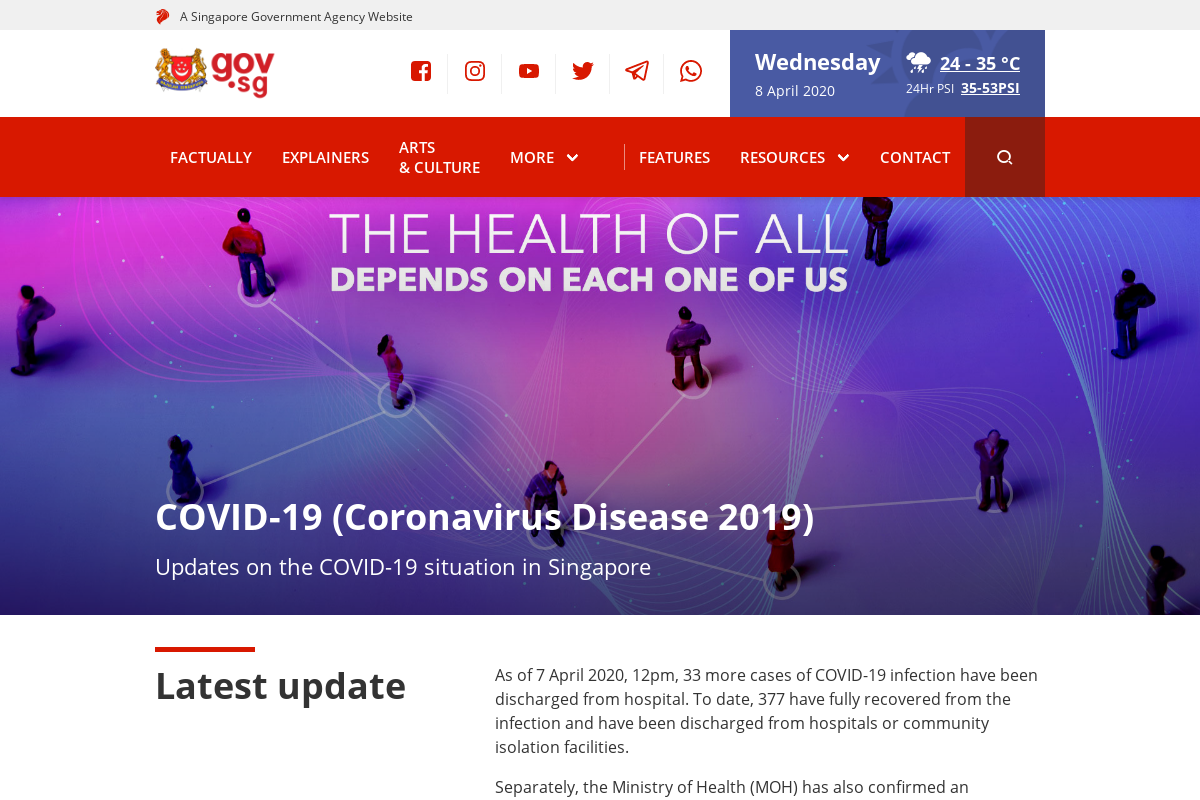 A Singapore Government Agency Website
gov
.sg
Wednesday
24 - 35 °C
8 April 2020
24Hr PSI 35-53PSI
FACTUALLY
EXPLAINERS
ARTS
& CULTURE
MORE
FEATURES
RESOURCES
CONTACT
THE HEALTH OF ALL
DEPENDS ON EACH ONE OF US
COVID-19 (Coronavirus Disease 2019)
Updates on the COVID-19 situation in Singapore
Latest update
As of 7 April 2020, 12pm, 33 more cases of COVID-19 infection have been
discharged from hospital. To date, 377 have fully recovered from the
infection and have been discharged from hospitals or community
isolation facilities.
Separately, the Ministry of Health (MOH) has also confirmed an